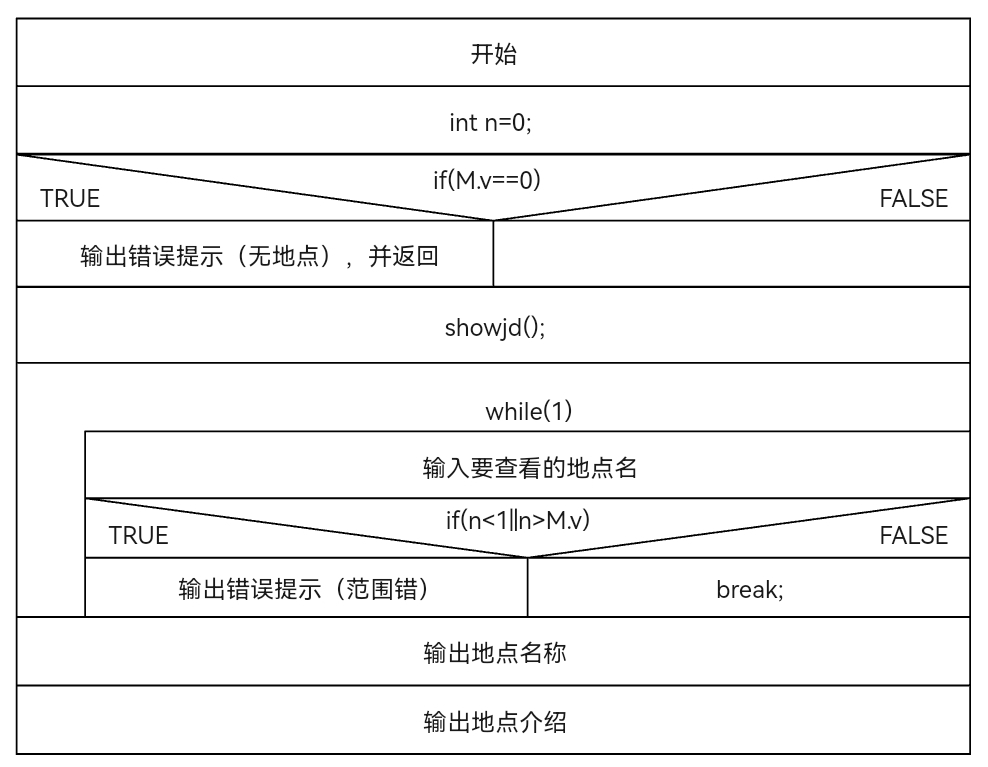 开始
int n=0;
if(M.v==0)
TRUE
FALSE
输出错误提示（无地点），并返回
showjd();
while(1)
输入要查看的地点名
if(n<1||n>M.v)
TRUE
FALSE
输出错误提示（范围错）
break;
输出地点名称
输出地点介绍